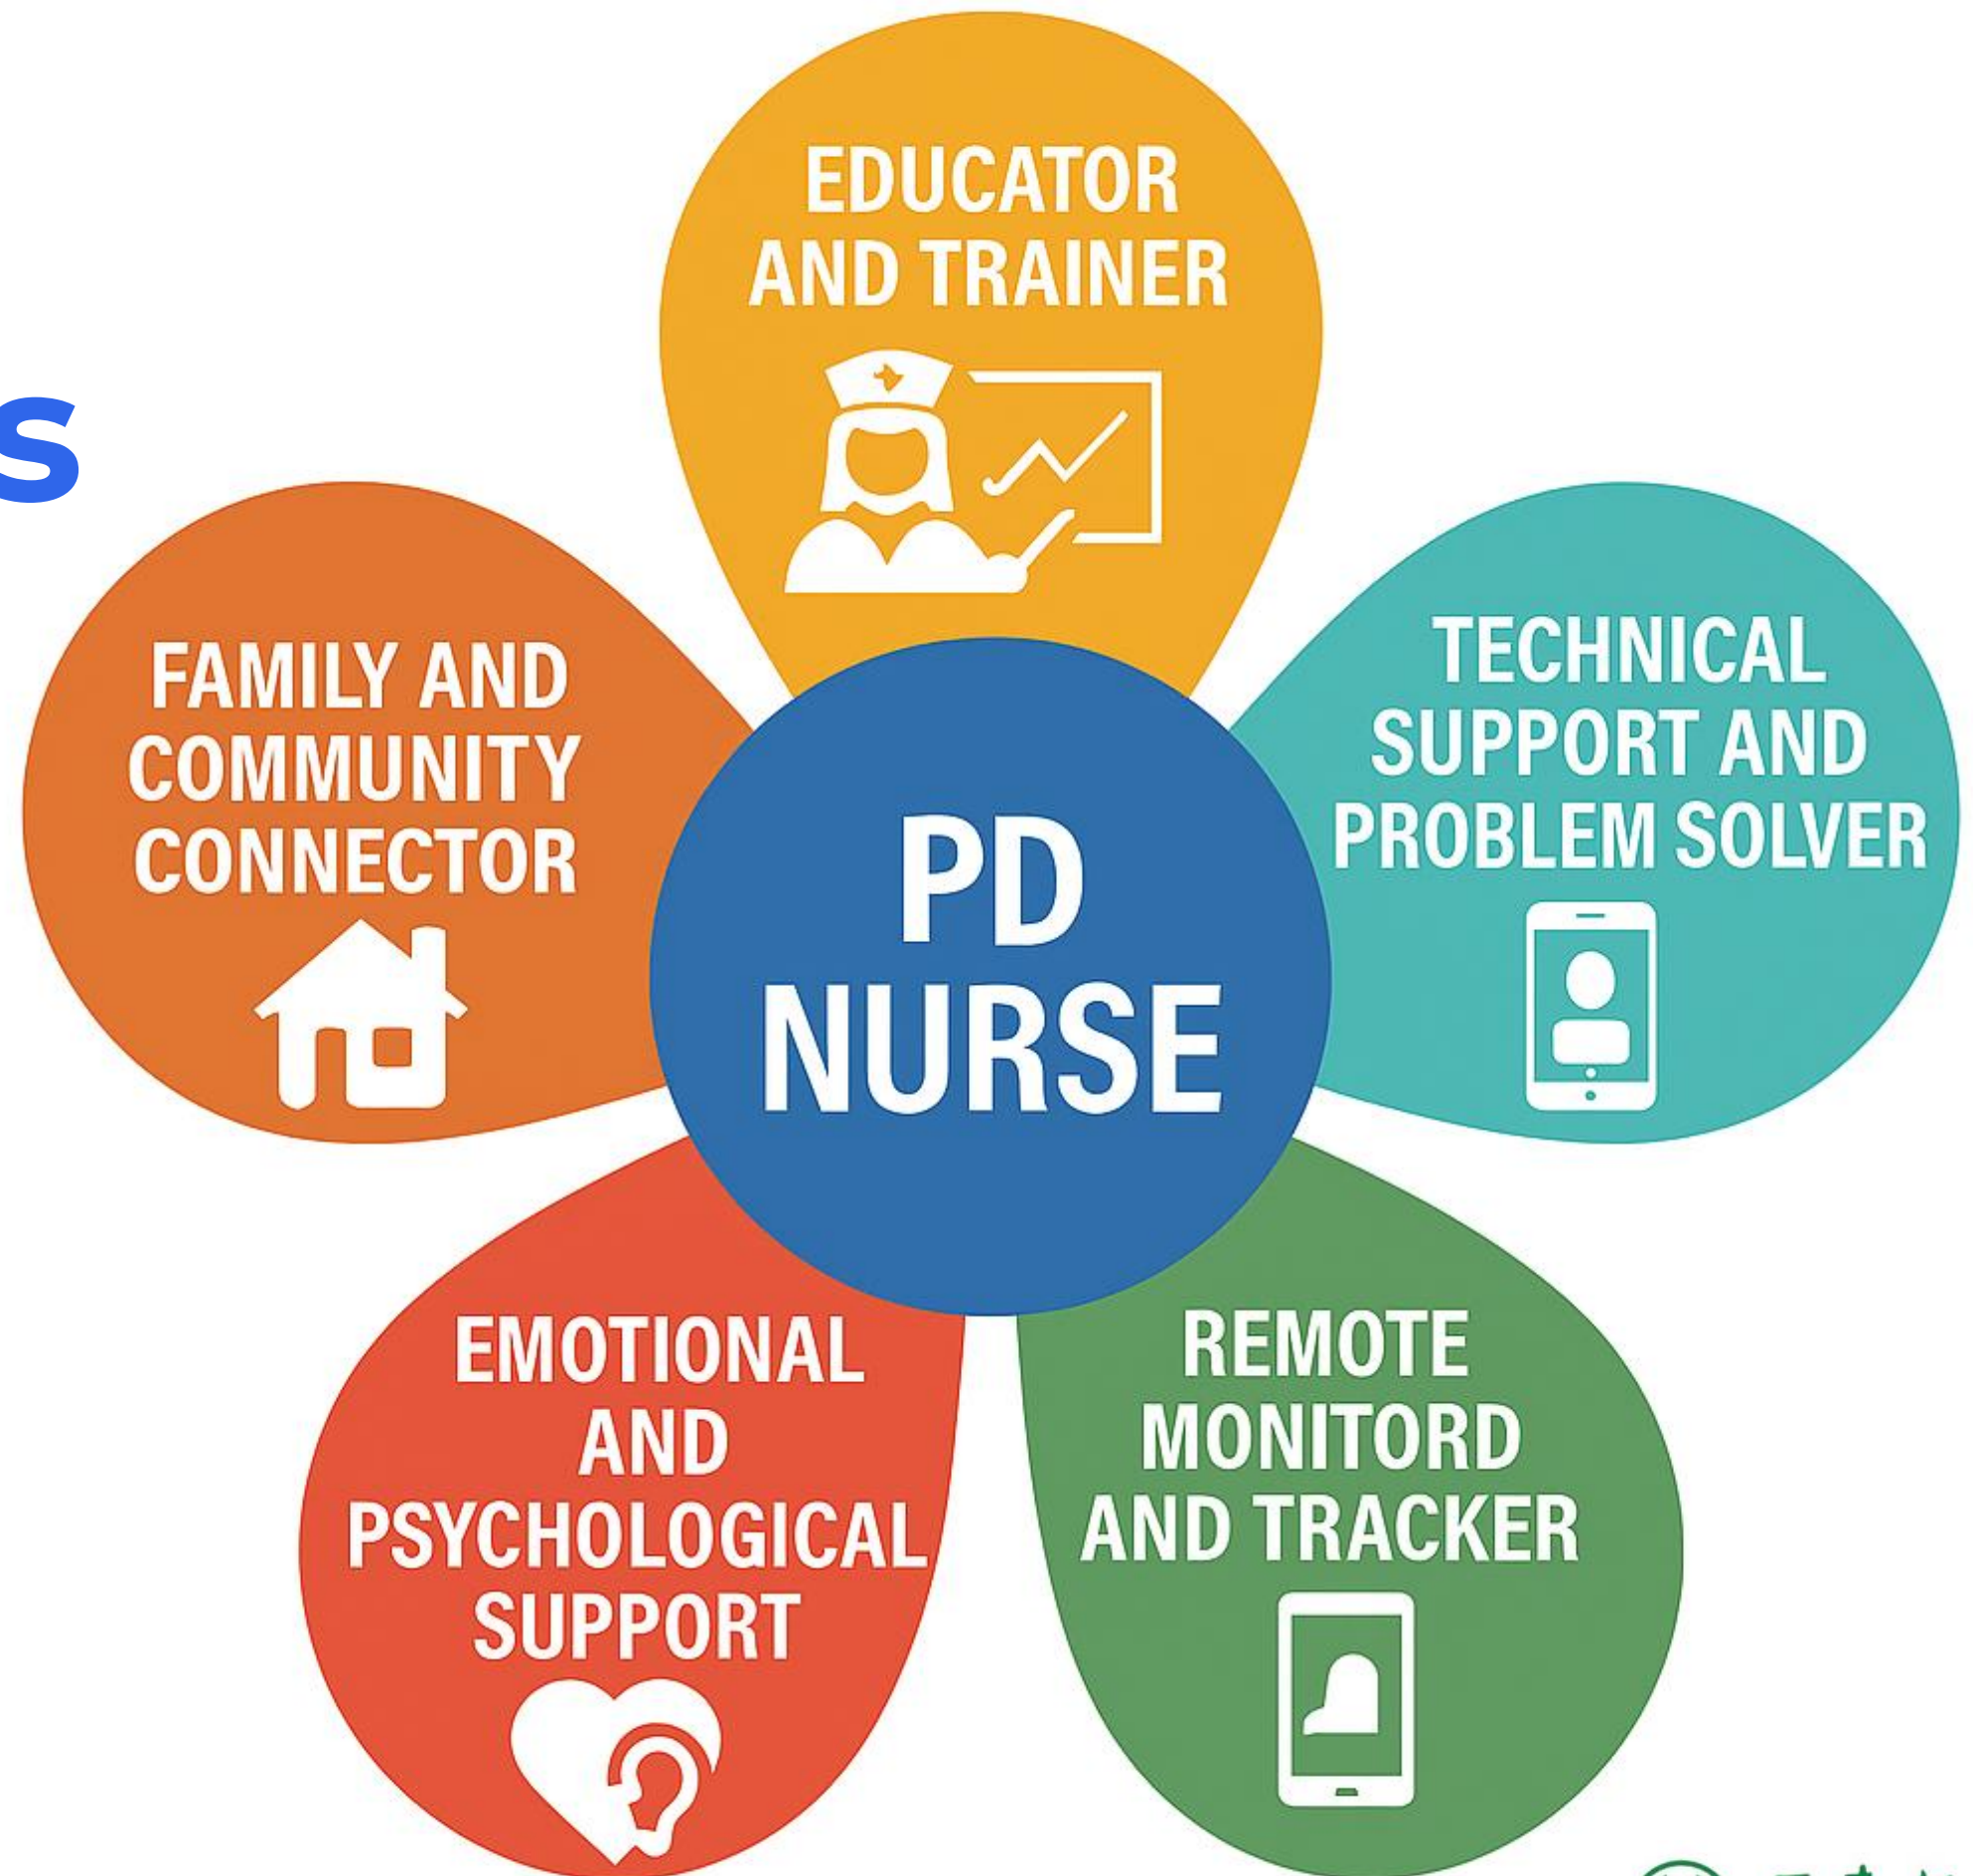 EDUCATOR
AND TRAINER
s
FAMILY AND
COMMUNITY
CONNECTOR
TECHNICAL
SUPPORT AND
PROBLEM SOLVER
PD
NURSE
EMOTIONAL
AND
PSYCHOLOGICAL
SUPPORT
REMOTE
MONITORD
AND TRACKER